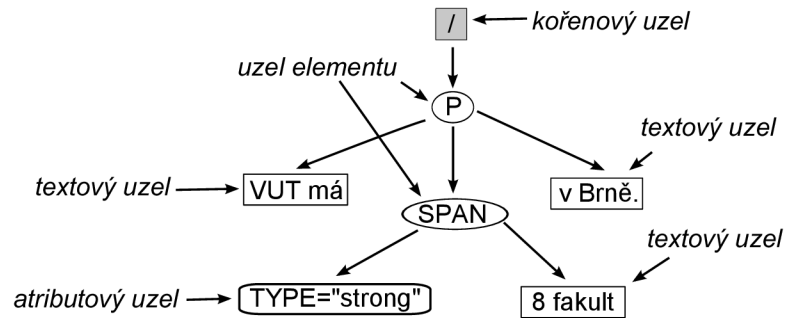 /
kořenový uzel
uzel elementu
P
textový uzel
textový uzel
VUT má
v Brně.
SPAN
textový uzel
atributový uzel
TYPE="strong"
8 fakult